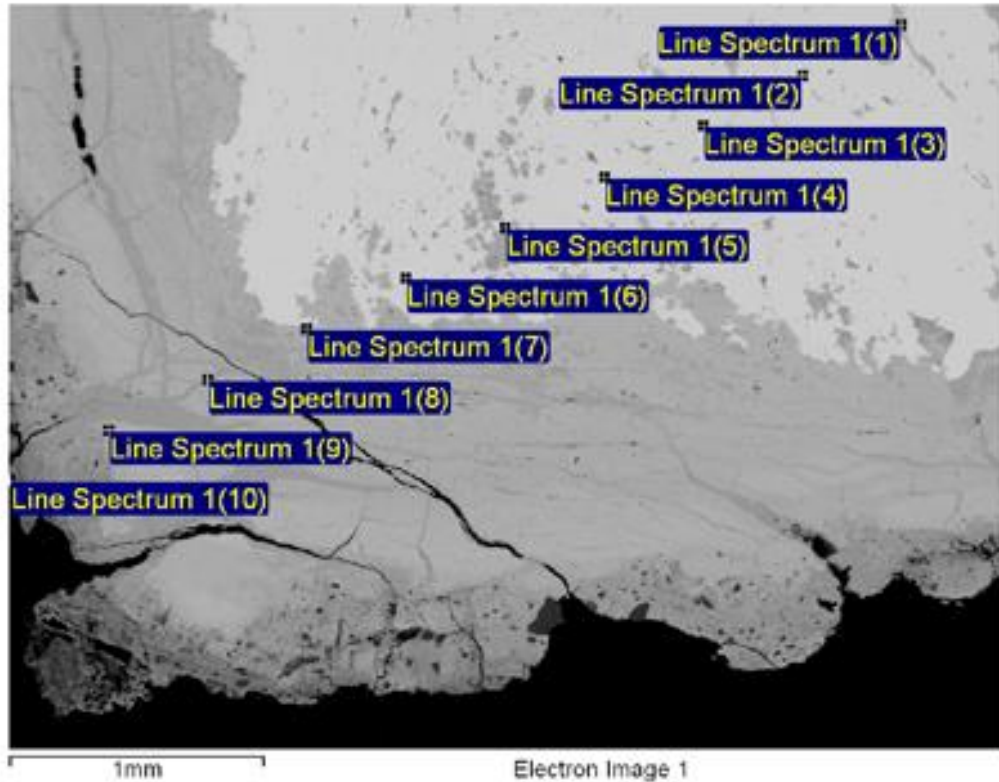 Line Spectrum 1(1)
Line Spectrum 1(2)
Line Spectrum 1(3)
Line Spectrum 1(4)
Line Spectrum 1(5)
Line Spectrum 1(6)
Line Spectrum 1(7)
Line Spectrum 1(8)
Line Spectrum 1(9)
Line Spectrum 1(10)
1mm
Electron Image 1